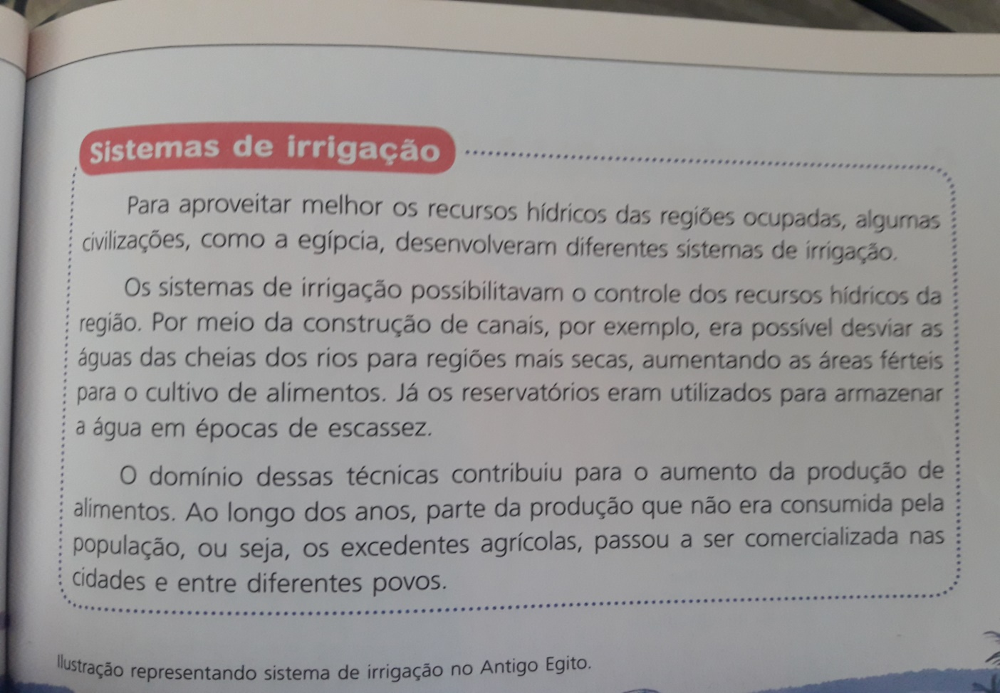 Sistemas de irrigação
Para aproveitar melhor os recursos hídricos das regiões ocupadas, algumas
civilizações, como a egípcia, desenvolveram diferentes sistemas de irrigação.
Os sistemas de irrigação possibilitavam o controle dos recursos hídricos da
região. Por meio da construção de canais, por exemplo, era possível desviar as
águas das cheias dos rios para regiões mais secas, aumentando as áreas férteis
para o cultivo de alimentos. Já os reservatórios eram utilizados para armazenar
a água em épocas de escassez.
O domínio dessas técnicas contribuiu para o aumento da produção de
alimentos. Ao longo dos anos, parte da produção que não era consumida pela
população, ou seja, os excedentes agrícolas, passou a ser comercializada nas
cidades e entre diferentes povos.
Ilustração representando sistema de irrigação no Antigo Egito.